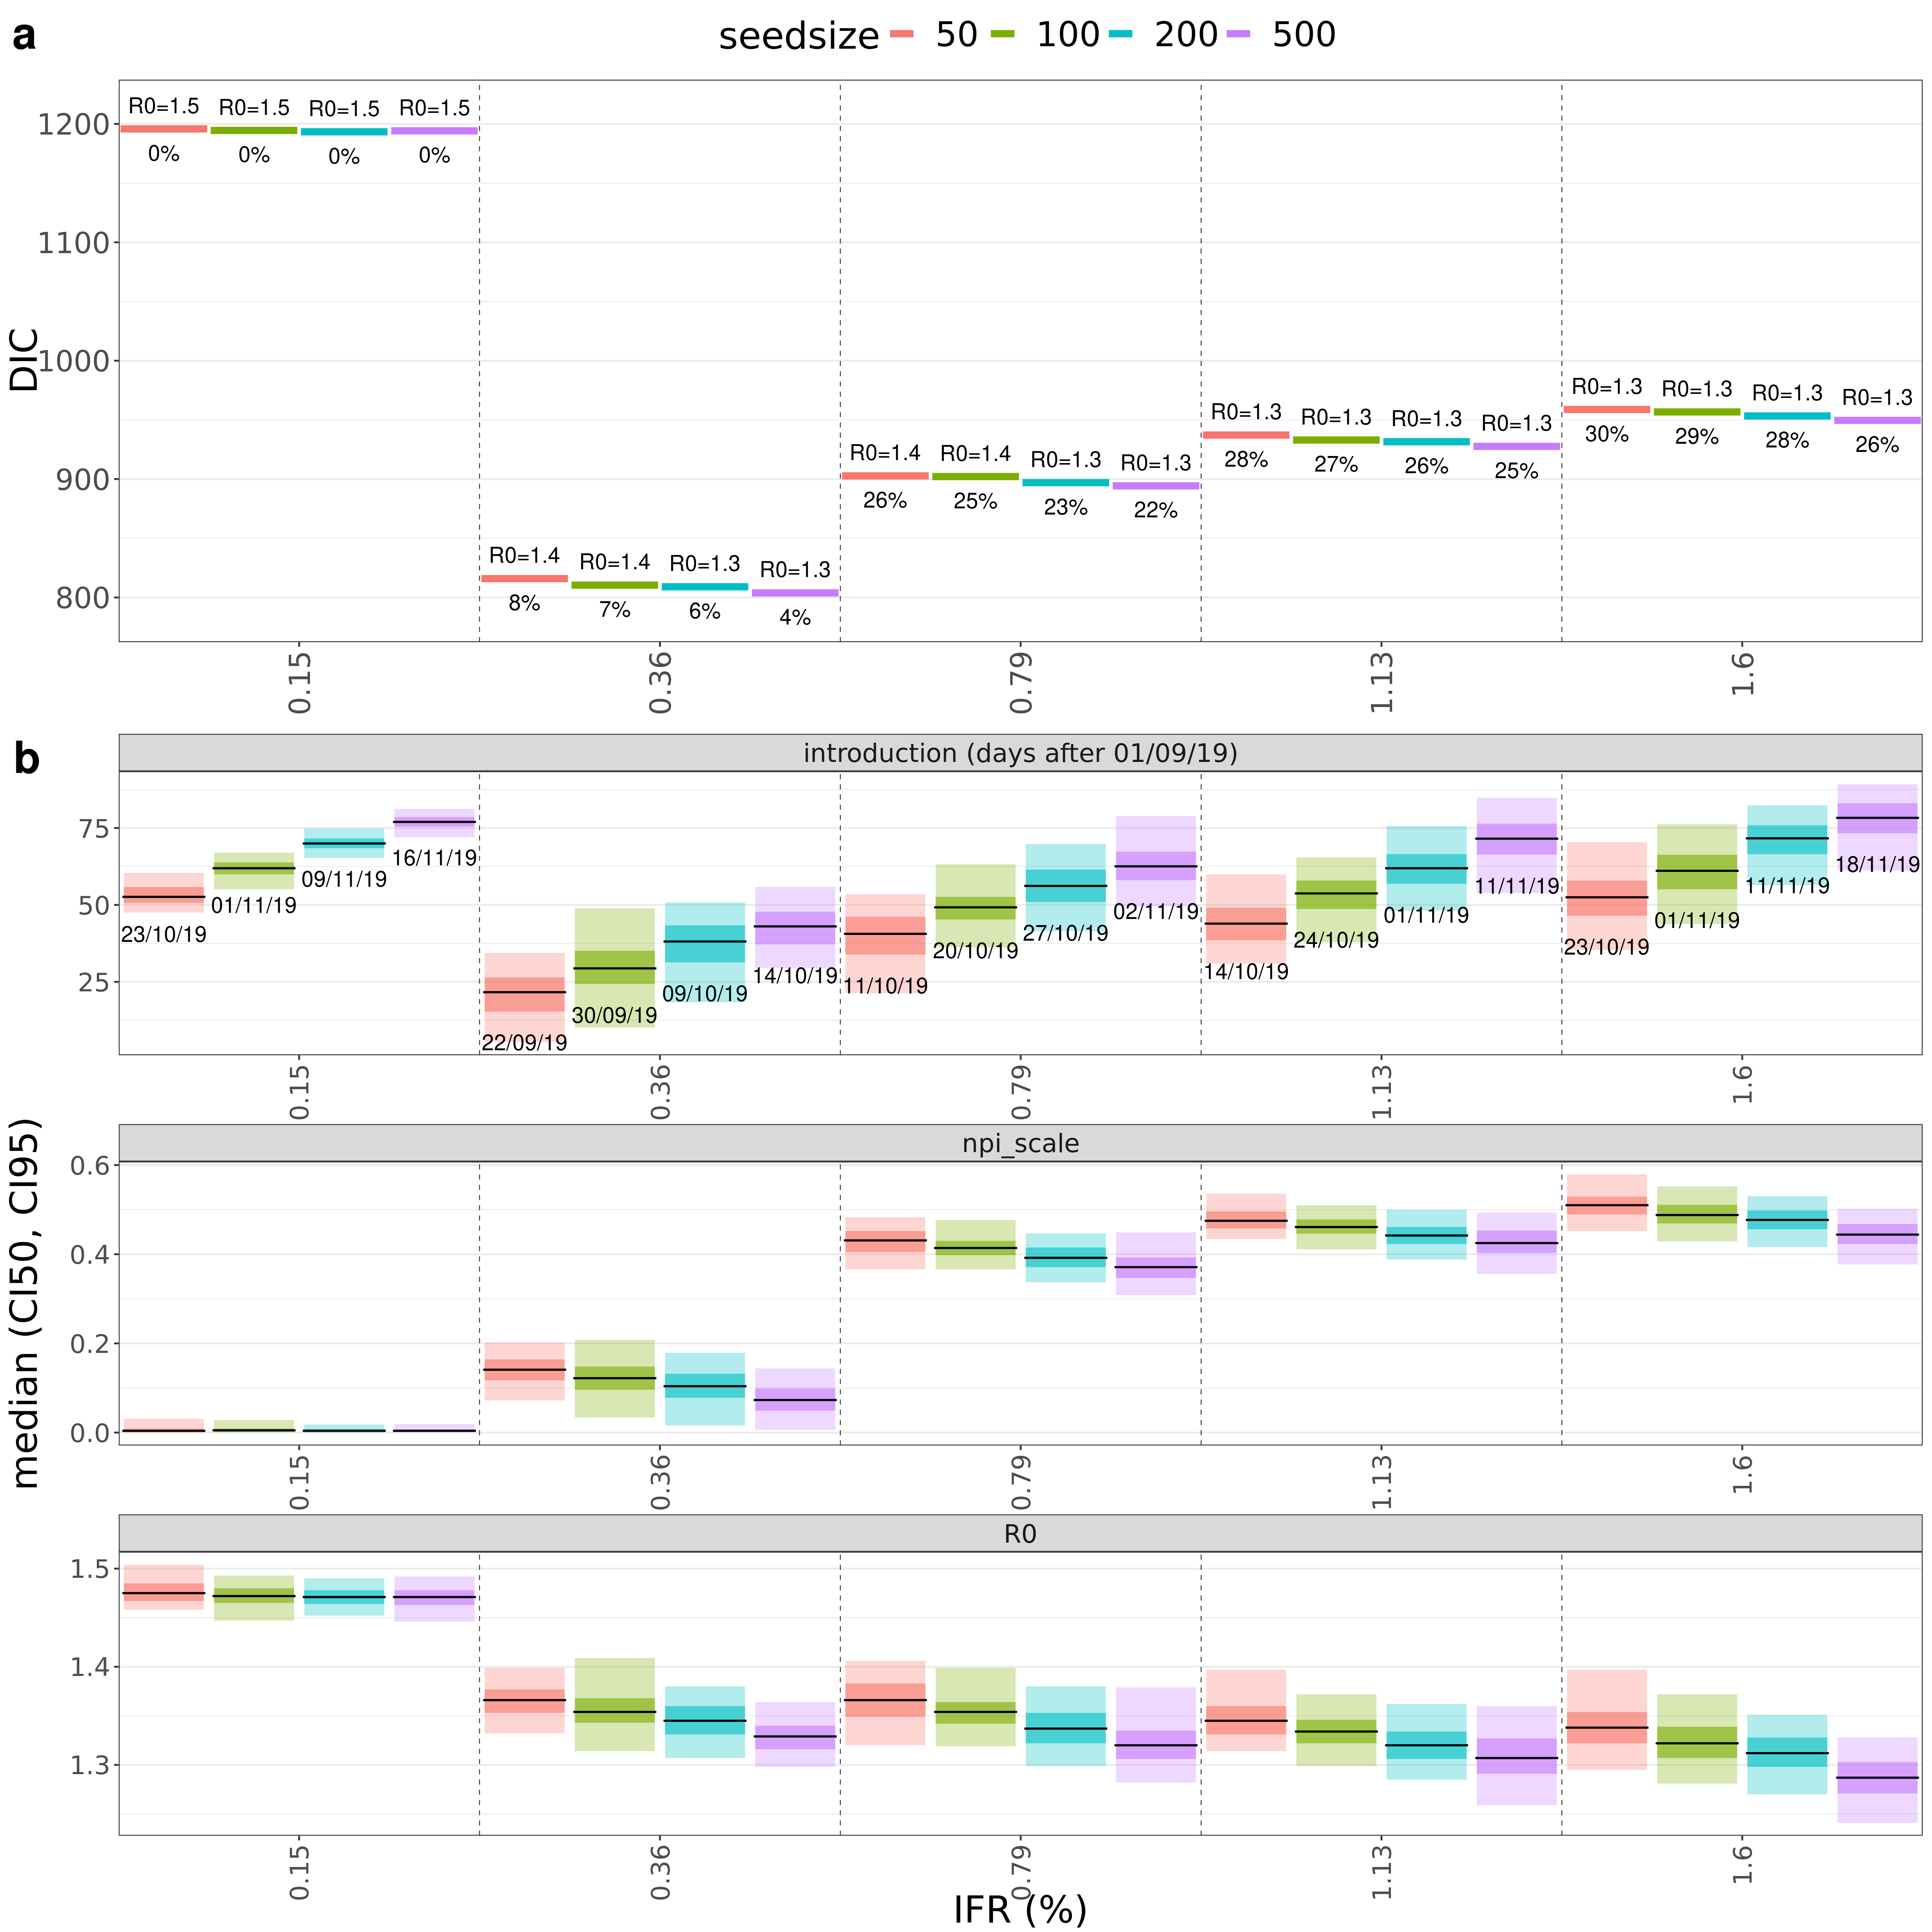 a
seedsize 50 100 200 500
DIC
1200
1100
1000
900
800
R0=1.5 R0=1.5 R0=1.5 R0=1.5
0% 0% 0% 0%
R0=1.4 R0=1.4 R0=1.3 R0=1.3
8% 7% 6% 4%
R0=1.4 R0=1.4 R0=1.3 R0=1.3
26% 25% 23% 22%
R0=1.3 R0=1.3 R0=1.3 R0=1.3
28% 27% 26% 25%
R0=1.3 R0=1.3 R0=1.3 R0=1.3
30% 29% 28% 26%
0.15 0.36 0.79 1.13 1.6
b
median (CI50, CI95)
introduction (days after 01/09/19)
75
50
25
23/10/19 01/11/19 09/11/19 16/11/19
22/09/19 30/09/19 09/10/19 14/10/19
11/10/19 20/10/19 27/10/19 02/11/19
14/10/19 24/10/19 01/11/19 11/11/19
23/10/19 01/11/19 11/11/19 18/11/19
0.15 0.36 0.79 1.13 1.6
npi_scale
0.6
0.4
0.2
0.0
0.15 0.36 0.79 1.13 1.6
R0
1.5
1.4
1.3
0.15 0.36 0.79 1.13 1.6
IFR (%)